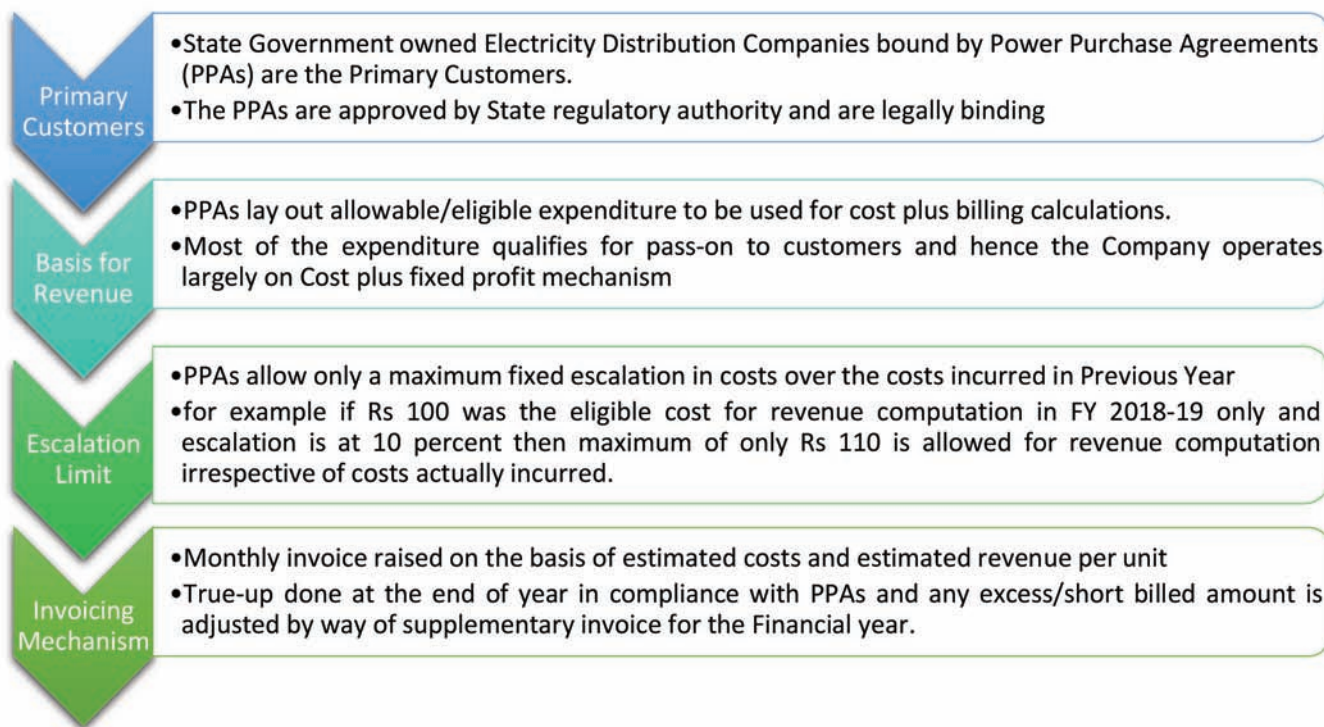 Primary
Customers
•State Government owned Electricity Distribution Companies bound by Power Purchase Agreements
(PPAs) are the Primary Customers.
•The PPAs are approved by State regulatory authority and are legally binding
Basis for
Revenue
•PPAs lay out allowable/eligible expenditure to be used for cost plus billing calculations.
•Most of the expenditure qualifies for pass-on to customers and hence the Company operates
largely on Cost plus fixed profit mechanism
Escalation
Limit
•PPAs allow only a maximum fixed escalation in costs over the costs incurred in Previous Year
•for example if Rs 100 was the eligible cost for revenue computation in FY 2018-19 only and
escalation is at 10 percent then maximum of only Rs 110 is allowed for revenue computation
irrespective of costs actually incurred.
Invoicing
Mechanism
•Monthly invoice raised on the basis of estimated costs and estimated revenue per unit
•True-up done at the end of year in compliance with PPAs and any excess/short billed amount is
adjusted by way of supplementary invoice for the Financial year.